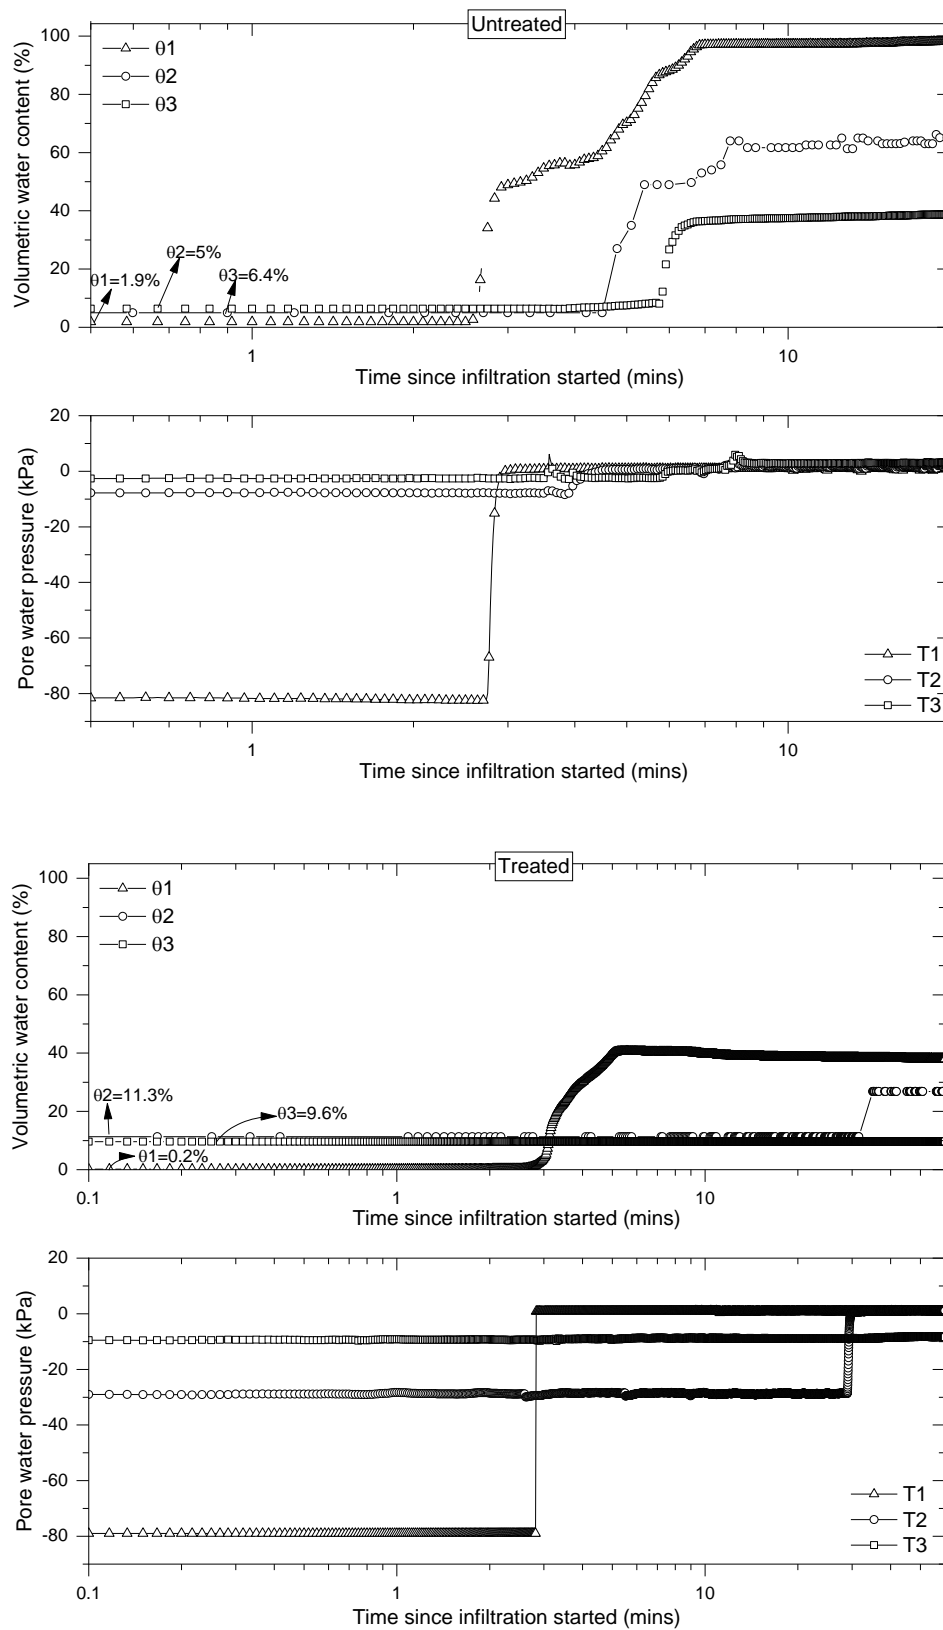 Untreated
Volumetric water content (%)
100
80
60
40
20
0
θ1
θ2
θ3
θ1=1.9%
θ2=5%
θ3=6.4%
1
10
Time since infiltration started (mins)
Pore water pressure (kPa)
20
0
-20
-40
-60
-80
T1
T2
T3
1
10
Time since infiltration started (mins)
Treated
Volumetric water content (%)
100
80
60
40
20
0
θ1
θ2
θ3
θ2=11.3%
θ3=9.6%
θ1=0.2%
0.1
1
10
Time since infiltration started (mins)
Pore water pressure (kPa)
20
0
-20
-40
-60
-80
T1
T2
T3
0.1
1
10
Time since infiltration started (mins)